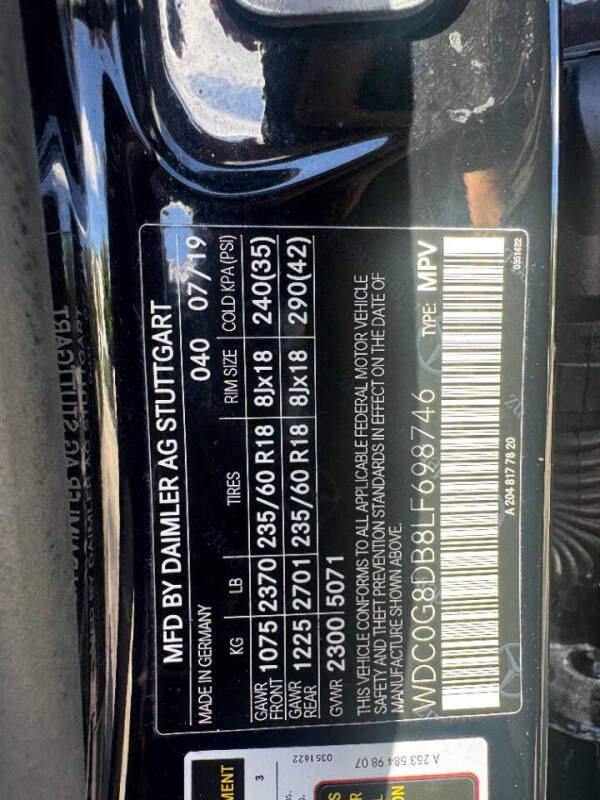 MFD BY DAIMLER AG STUTTGART
MADE IN GERMANY 040 07/19
KG LB TIRES RIM SIZE COLD KPA (PSI)
GAWR FRONT 1075 2370 235/60 R18 8Jx18 240(35)
GAWR REAR 1225 2701 235/60 R18 8Jx18 290(42)
GVWR 2300 5071
THIS VEHICLE CONFORMS TO ALL APPLICABLE FEDERAL MOTOR VEHICLE
SAFETY AND THEFT PREVENTION STANDARDS IN EFFECT ON THE DATE OF
MANUFACTURE SHOWN ABOVE.
WDC0G8DB8LF698746 TYPE: MPV
A 204 817 78 20 0351622
MENT
3
0351622
A 253 584 98 07